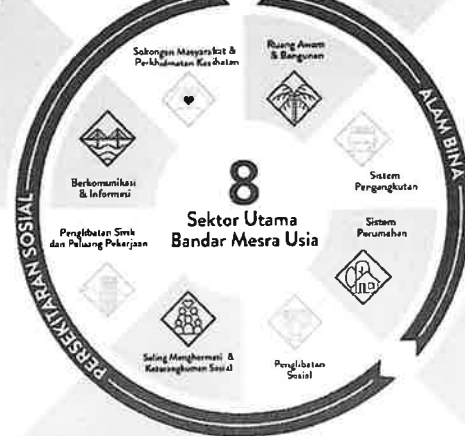 Sokongan Masyarakat &
Perkhidmatan Kesihatan
Ruang Awam
& Bangunan
ALAM BINA
Sistem
Pengangkutan
Berkomunikasi
& Informasi
8
Sektor Utama
Bandar Mesra Usia
Sistem
Perumahan
Penglibatan Sivik
dan Peluang Pekerjaan
PERSEKITARAN SOSIAL
Saling Menghormati &
Keterangkuman Sosial
Penglibatan
Sosial